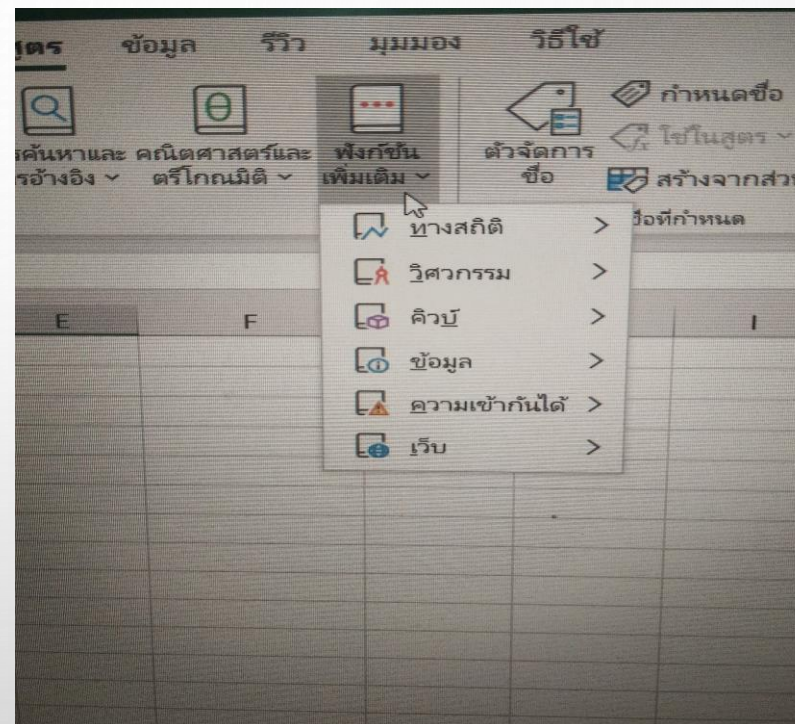 ูตร ข้อมูล รีวิว มุมมอง วิธีใช้
รค้นหาและ คณิตศาสตร์และ ฟังก์ชัน ตัวจัดการ กำหนดชื่อ
รอ้างอิง ตรีโกณมิติ เพิ่มเติม ชื่อ ใช้ในสูตร
สร้างจากส่วน
ทางสถิติ ชื่อที่กำหนด
วิศวกรรม
คิวบ์
E F I
ข้อมูล
ความเข้ากันได้
เว็บ